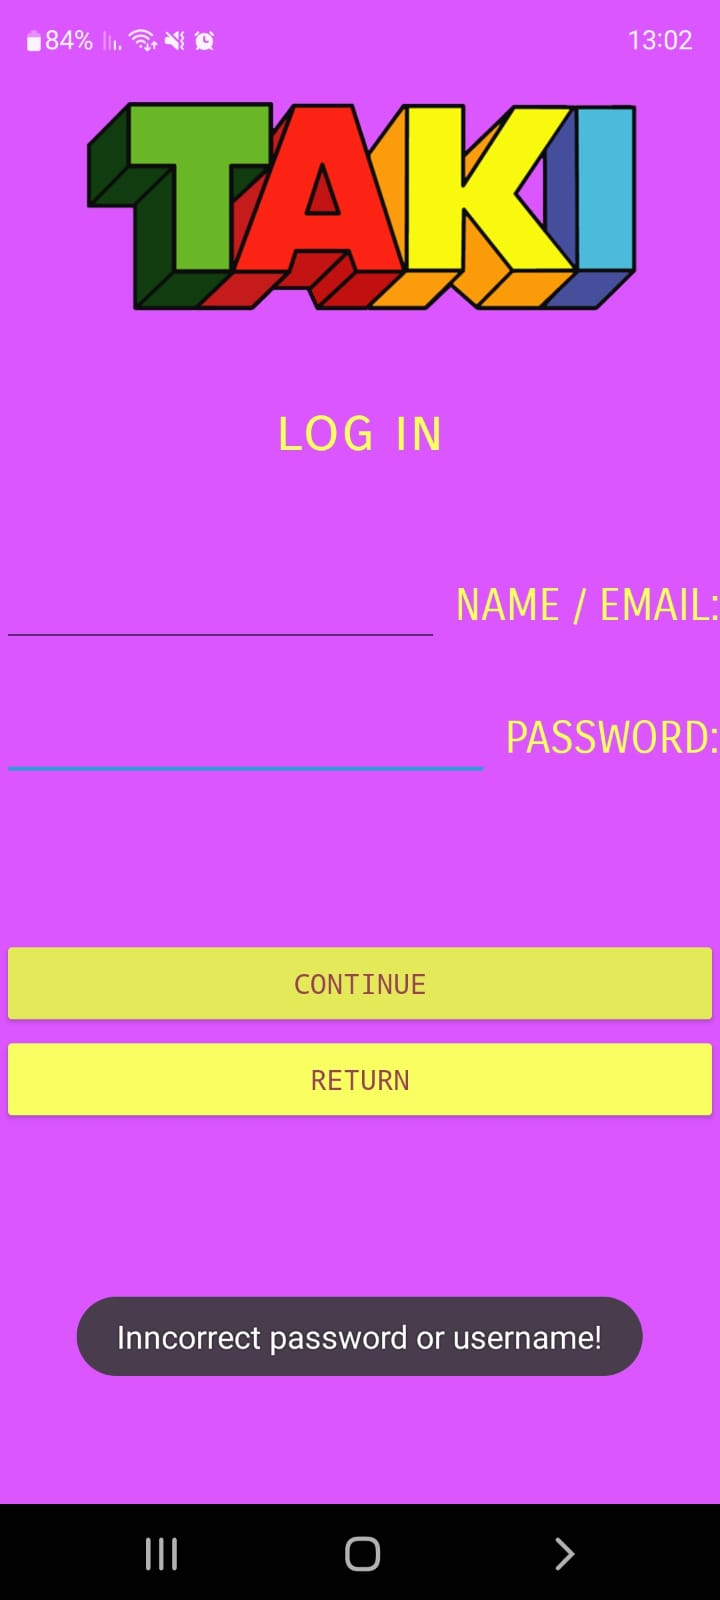 84%
13:02
TAKI
LOG IN
NAME / EMAIL:
PASSWORD:
CONTINUE
RETURN
Inncorrect password or username!